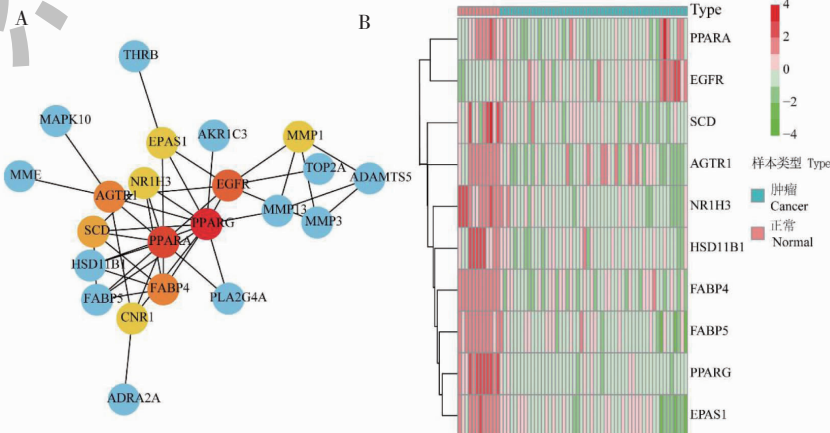 A
THRB
MAPK10
EPAS1
AKR1C3
MMP1
TOP2A
MME
NR1H3
EGFR
ADAMTS5
AGTR1
MMP13
MMP3
SCD
PPARG
PPARA
HSD11B1
FABP5
FABP4
PLA2G4A
CNR1
ADRA2A
B
Type
PPARA
EGFR
SCD
AGTR1
NR1H3
HSD11B1
FABP4
FABP5
PPARG
EPAS1
4
2
0
−2
−4
样本类型 Type
肿瘤
Cancer
正常
Normal